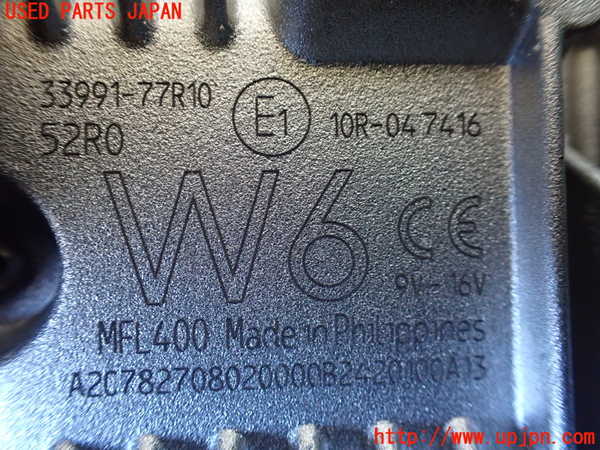 USED PARTS JAPAN
33991-77R10
52R0
E1
10R-047416
W6
CE
9V-16V
MFL400 Made in Philippines
A2C782708020000B2420100A13
http://www.upjpn.com